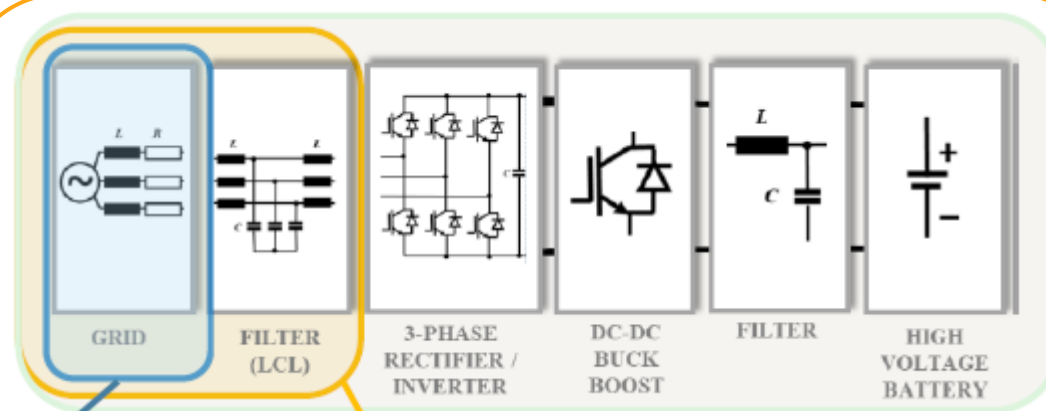 L R
L L
C
C
L
C
+
−
GRID
FILTER
(LCL)
3-PHASE
RECTIFIER /
INVERTER
DC-DC
BUCK
BOOST
FILTER
HIGH
VOLTAGE
BATTERY